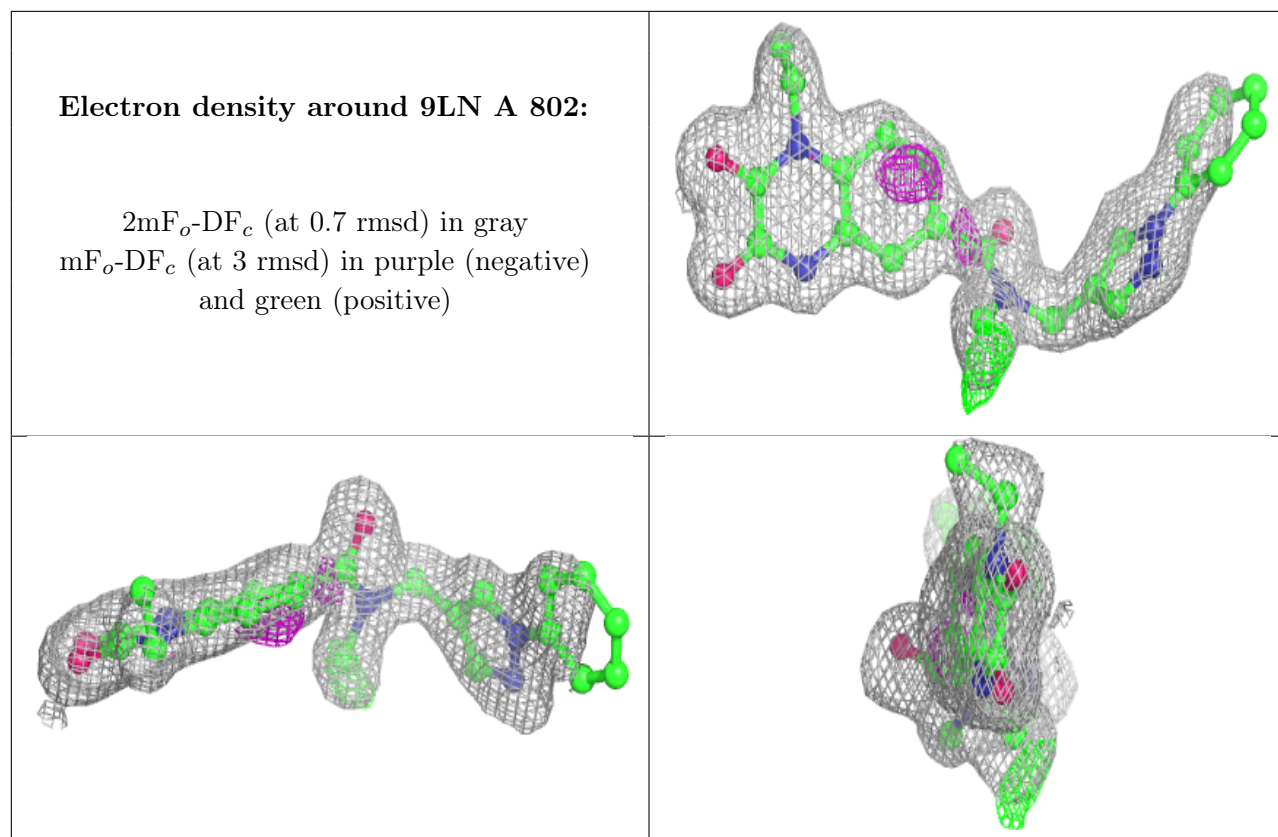 Electron density around 9LN A 802:
2mFo-DFc (at 0.7 rmsd) in gray
mFo-DFc (at 3 rmsd) in purple (negative)
and green (positive)